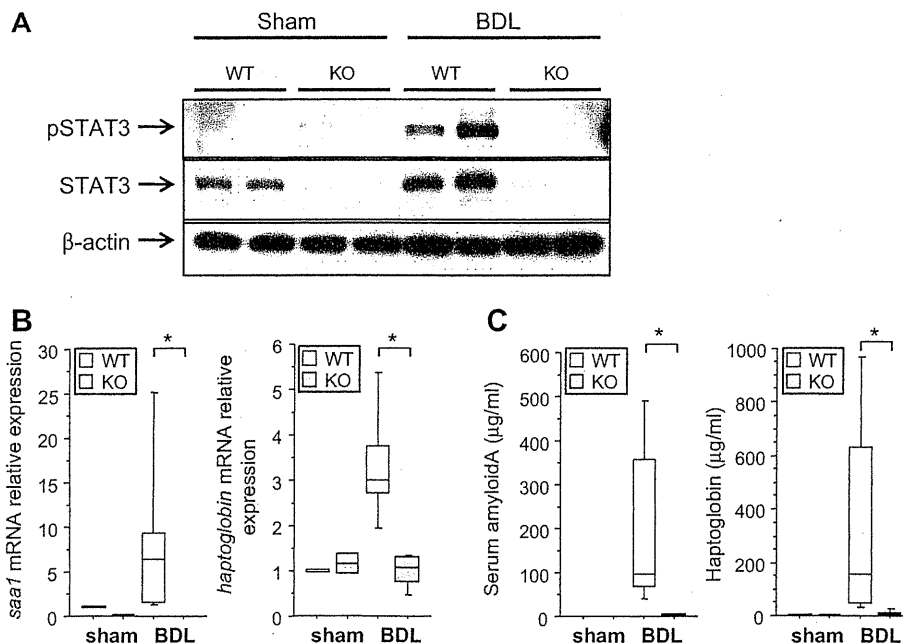 A
Sham BDL
WT KO WT KO
pSTAT3
STAT3
β-actin
B
saa1 mRNA relative expression
30
25
20
15
10
5
0
WT
KO
*
sham BDL
haptoglobin mRNA relative
expression
6
5
4
3
2
1
0
WT
KO
*
sham BDL
C
Serum amyloidA (µg/ml)
600
500
400
300
200
100
0
WT
KO
*
sham BDL
Haptoglobin (µg/ml)
1000
800
600
400
200
0
WT
KO
*
sham BDL